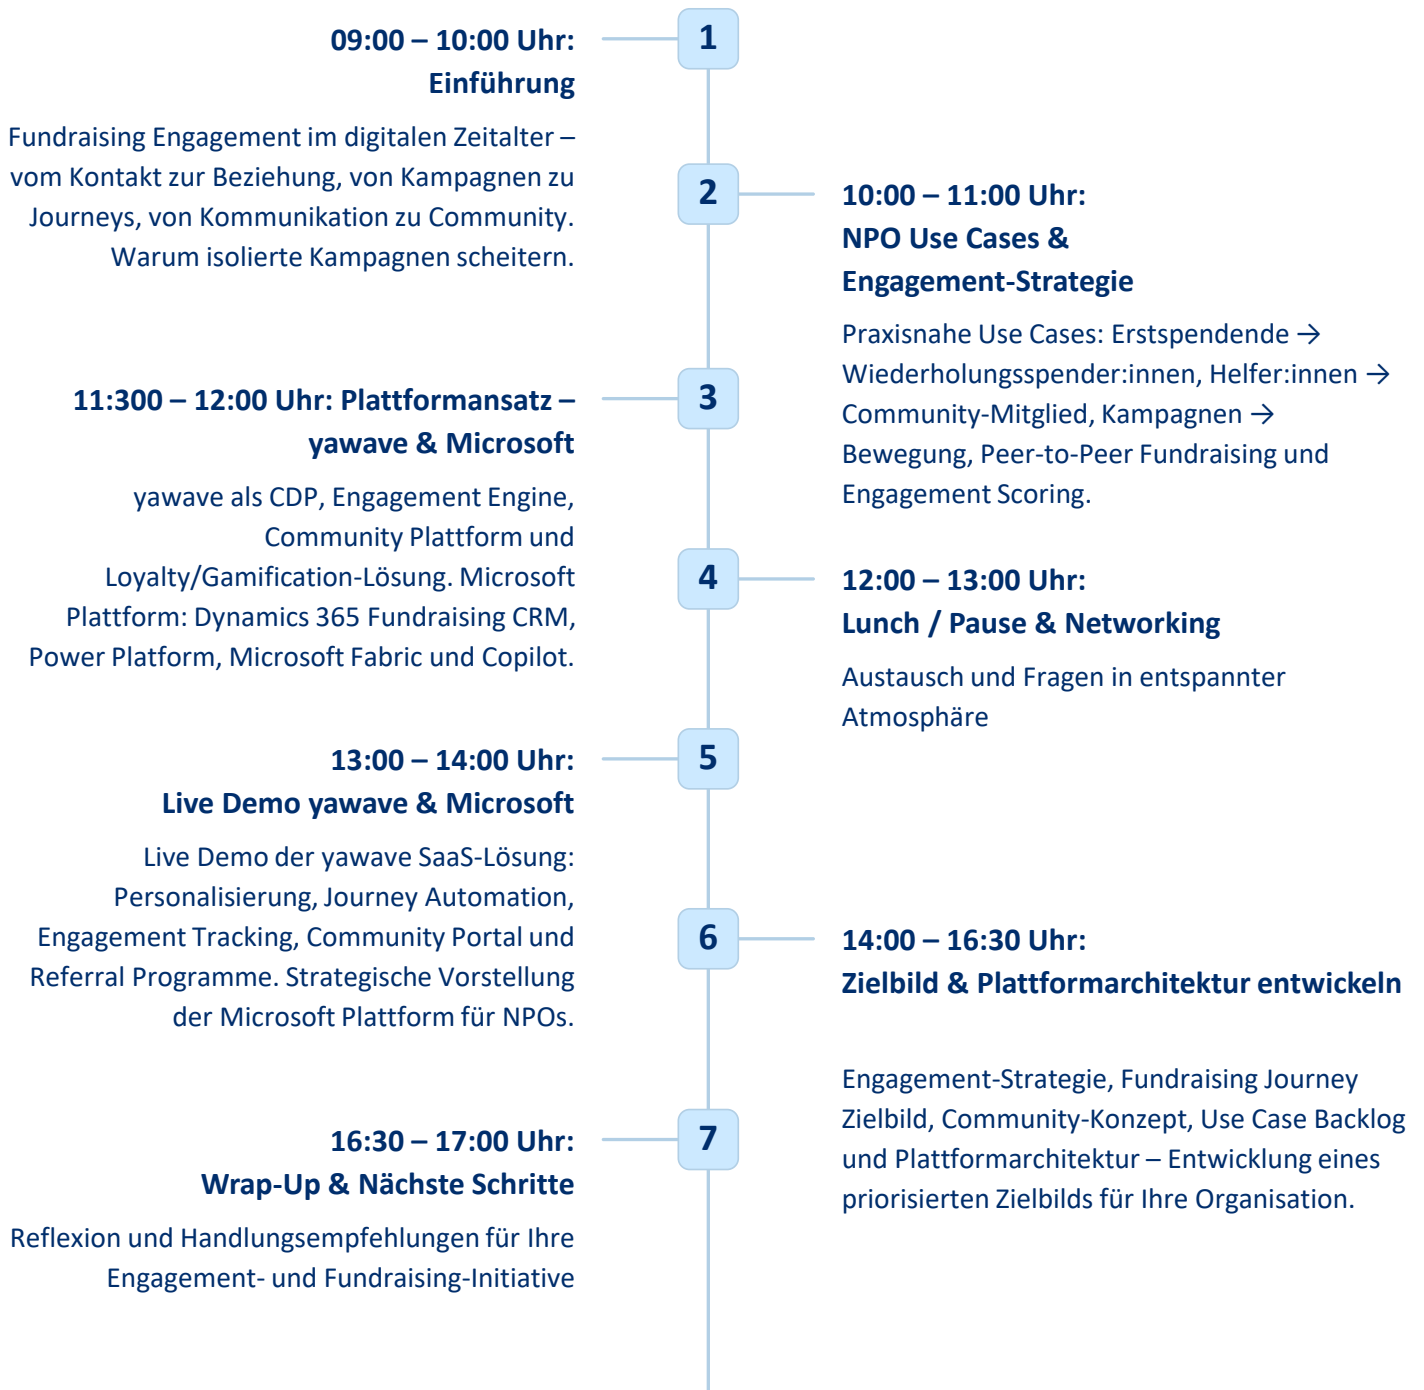 1
09:00 – 10:00 Uhr:
Einführung
Fundraising Engagement im digitalen Zeitalter –
vom Kontakt zur Beziehung, von Kampagnen zu
Journeys, von Kommunikation zu Community.
Warum isolierte Kampagnen scheitern.
2
10:00 – 11:00 Uhr:
NPO Use Cases &
Engagement-Strategie
Praxisnahe Use Cases: Erstspendende →
Wiederholungsspender:innen, Helfer:innen →
Community-Mitglied, Kampagnen →
Bewegung, Peer-to-Peer Fundraising und
Engagement Scoring.
3
11:300 – 12:00 Uhr: Plattformansatz –
yawave & Microsoft
yawave als CDP, Engagement Engine,
Community Plattform und
Loyalty/Gamification-Lösung. Microsoft
Plattform: Dynamics 365 Fundraising CRM,
Power Platform, Microsoft Fabric und Copilot.
4
12:00 – 13:00 Uhr:
Lunch / Pause & Networking
Austausch und Fragen in entspannter
Atmosphäre
5
13:00 – 14:00 Uhr:
Live Demo yawave & Microsoft
Live Demo der yawave SaaS-Lösung:
Personalisierung, Journey Automation,
Engagement Tracking, Community Portal und
Referral Programme. Strategische Vorstellung
der Microsoft Plattform für NPOs.
6
14:00 – 16:30 Uhr:
Zielbild & Plattformarchitektur entwickeln
Engagement-Strategie, Fundraising Journey
Zielbild, Community-Konzept, Use Case Backlog
und Plattformarchitektur – Entwicklung eines
priorisierten Zielbilds für Ihre Organisation.
7
16:30 – 17:00 Uhr:
Wrap-Up & Nächste Schritte
Reflexion und Handlungsempfehlungen für Ihre
Engagement- und Fundraising-Initiative